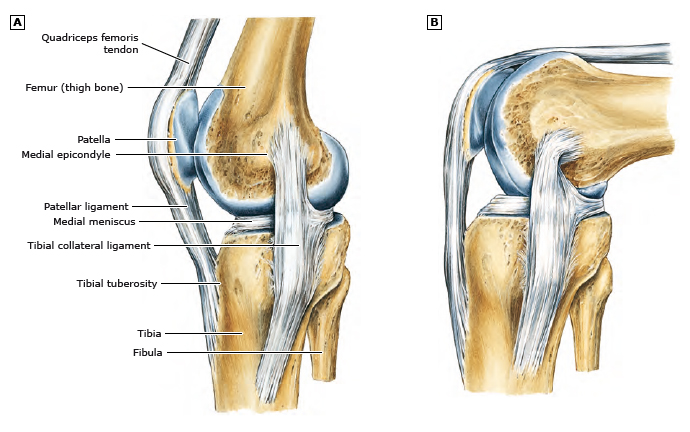 A
B
Quadriceps femoris
tendon
Femur (thigh bone)
Patella
Medial epicondyle
Patellar ligament
Medial meniscus
Tibial collateral ligament
Tibial tuberosity
Tibia
Fibula